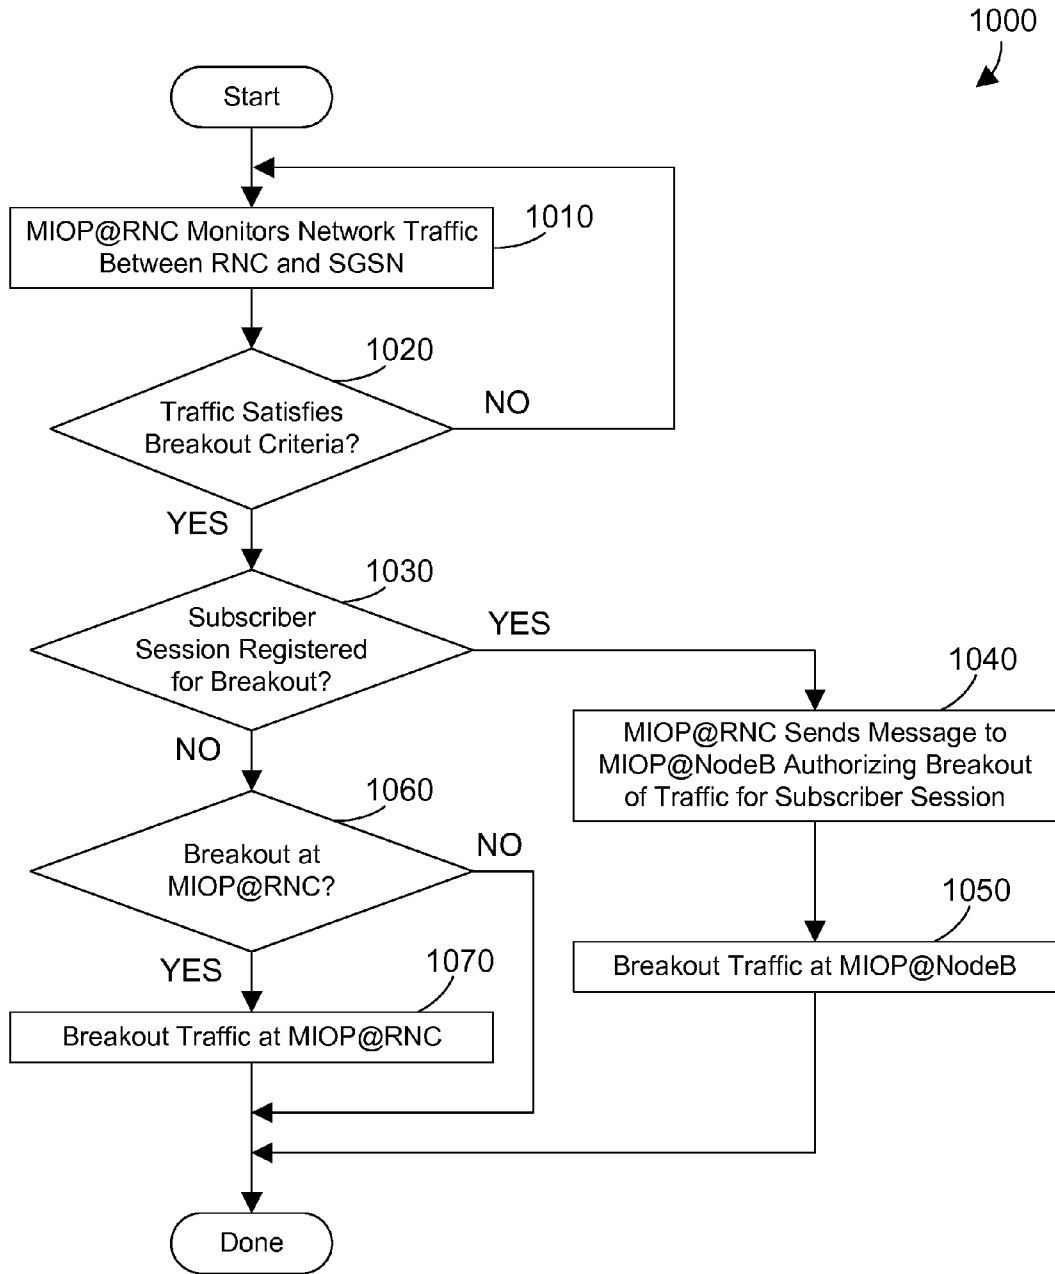 1000
Start
MIOP@RNC Monitors Network Traffic
Between RNC and SGSN
1010
1020
Traffic Satisfies
Breakout Criteria?
NO
YES
1030
Subscriber
Session Registered
for Breakout?
YES
NO
1040
MIOP@RNC Sends Message to
MIOP@NodeB Authorizing Breakout
of Traffic for Subscriber Session
1060
Breakout at
MIOP@RNC?
NO
YES
1050
Breakout Traffic at MIOP@NodeB
1070
Breakout Traffic at MIOP@RNC
Done